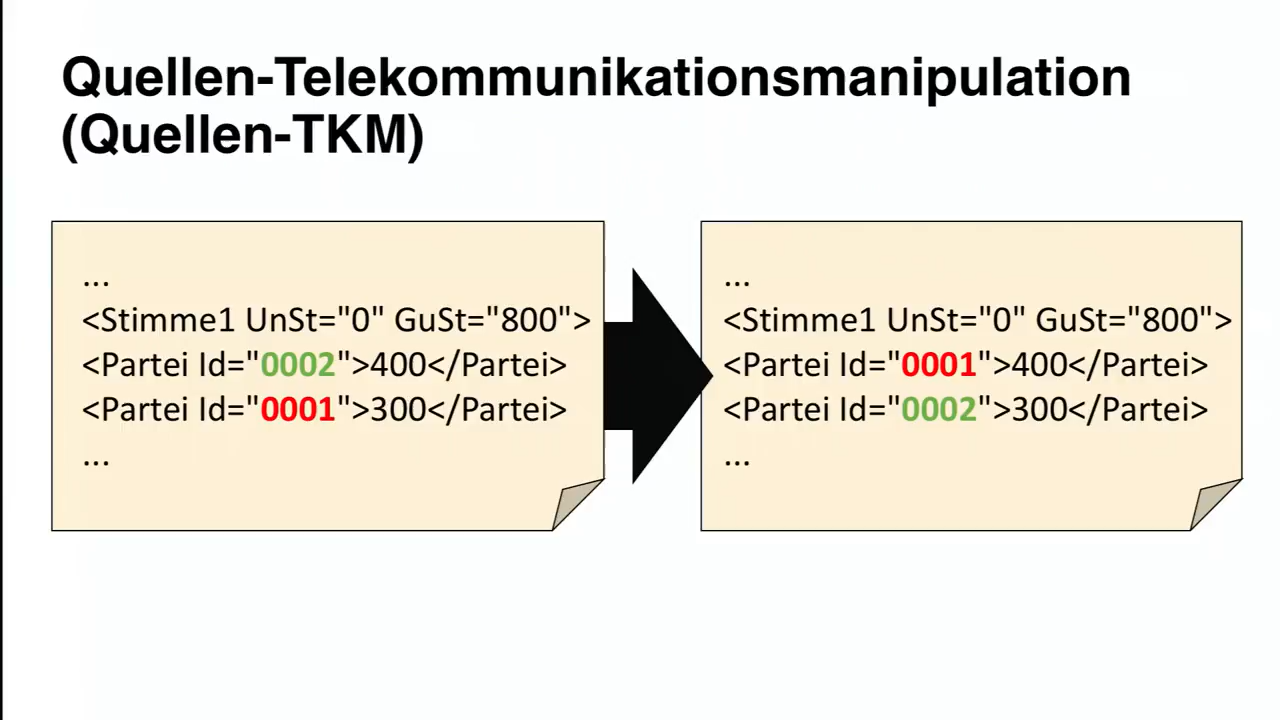 Quellen-Telekommunikationsmanipulation
(Quellen-TKM)
...
<Stimme1 UnSt="0" GuSt="800">
<Partei Id="0002">400</Partei>
<Partei Id="0001">300</Partei>
...
...
<Stimme1 UnSt="0" GuSt="800">
<Partei Id="0001">400</Partei>
<Partei Id="0002">300</Partei>
...